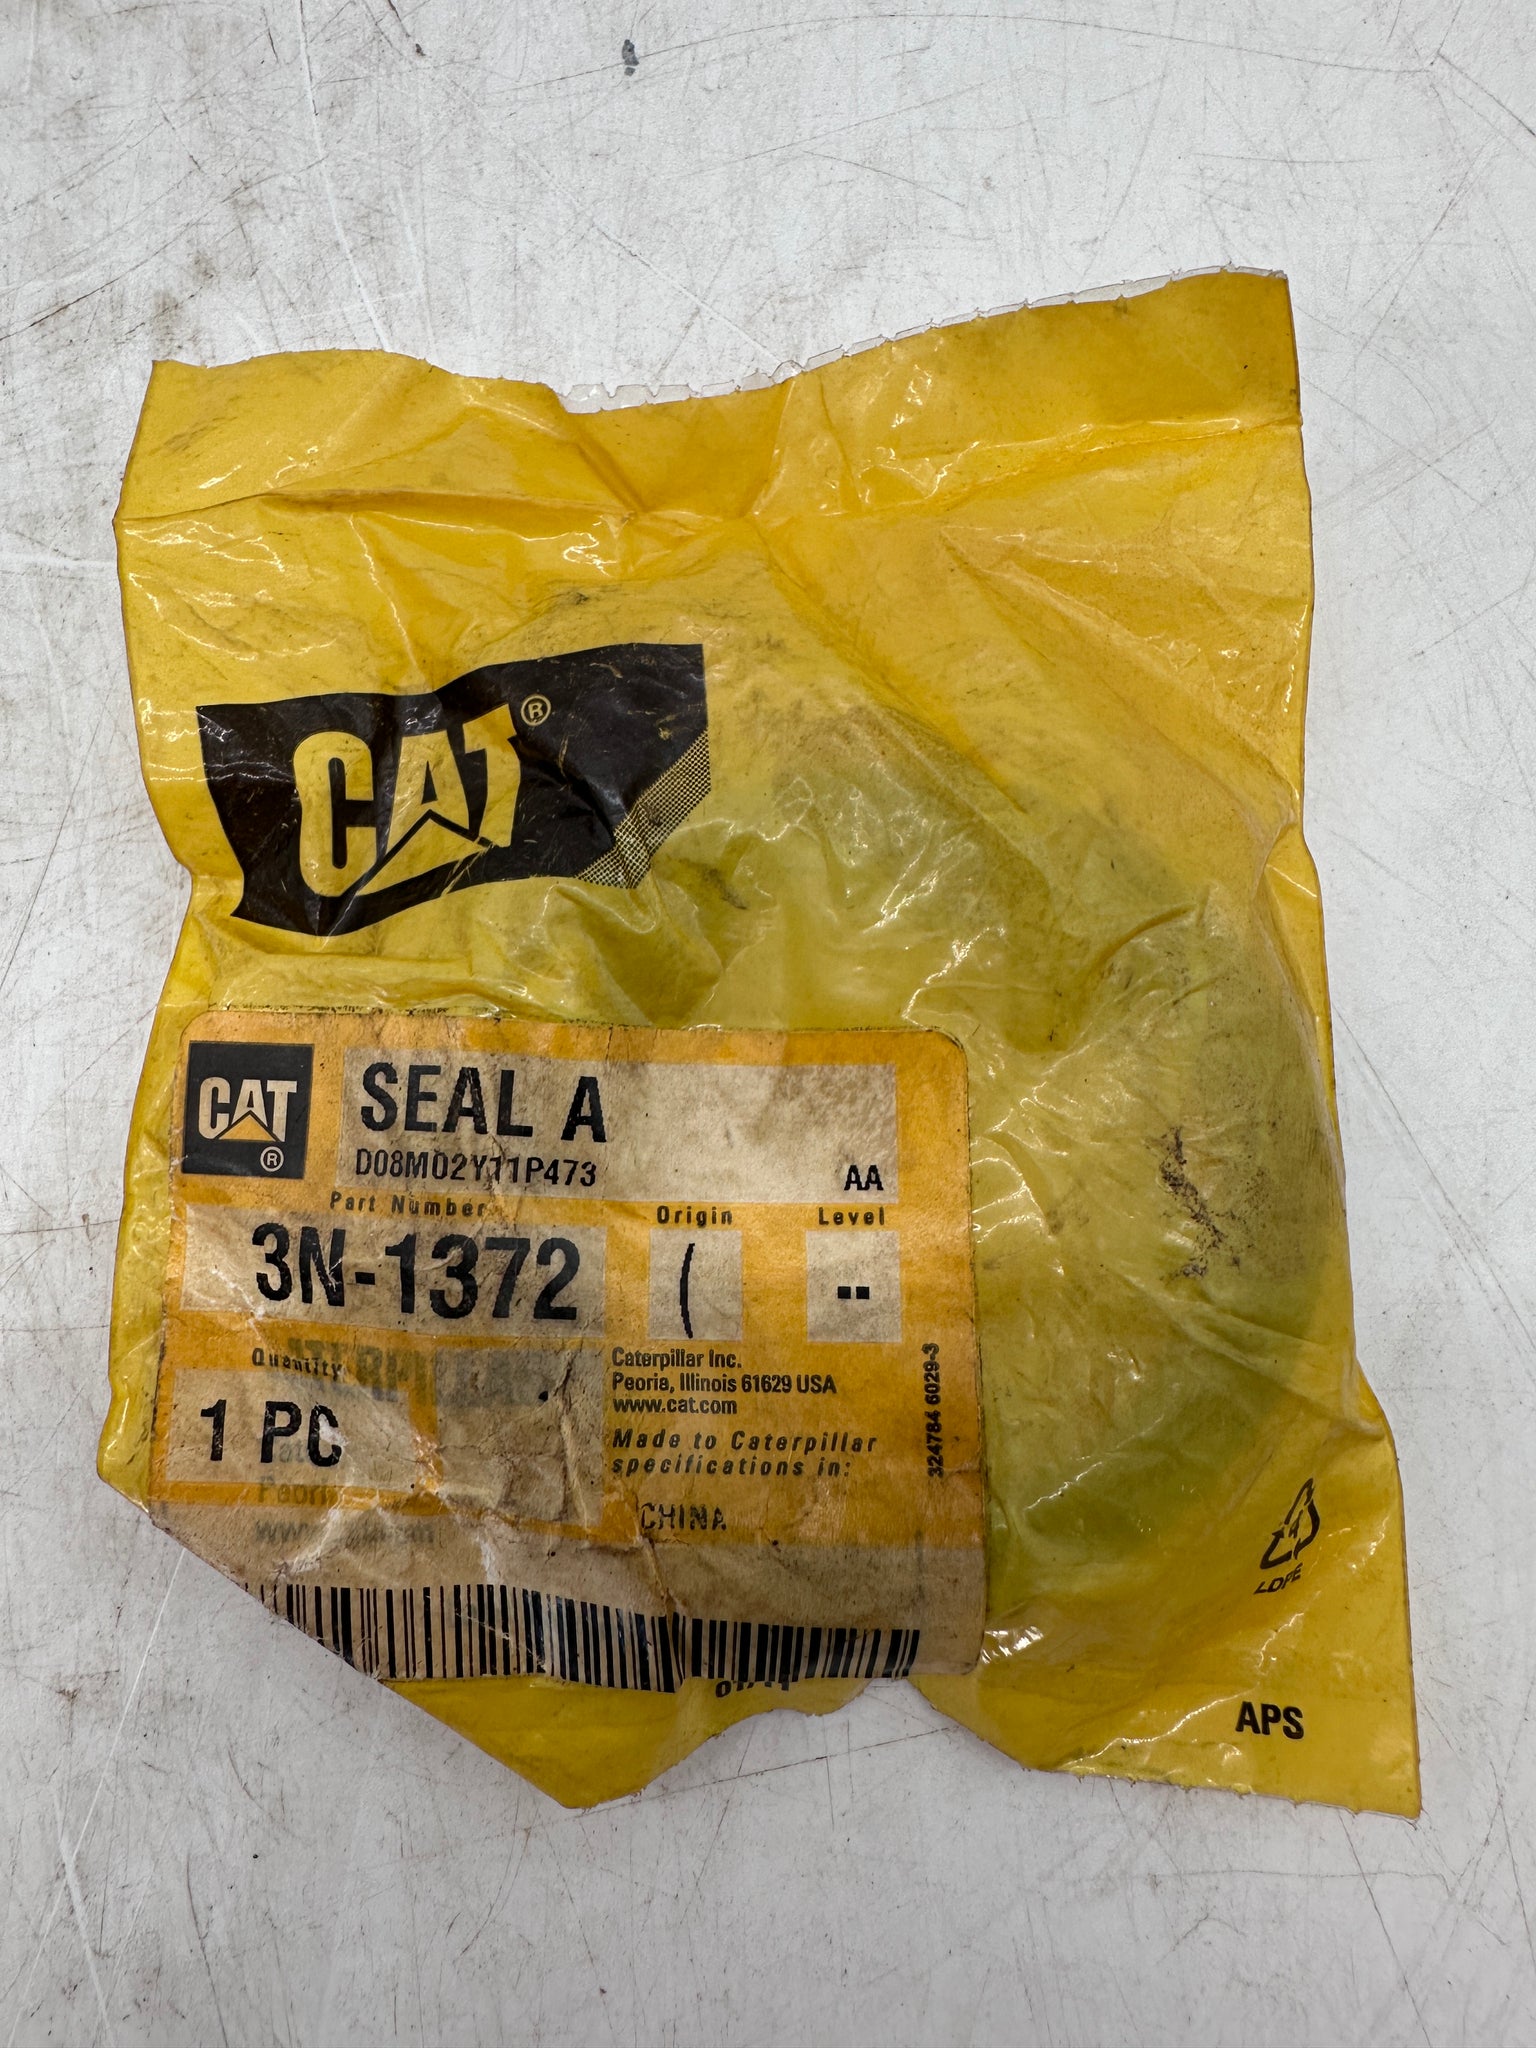 CAT®
CAT®
SEAL A
D08M02Y11P473
AA
Part Number
Origin
Level
3N-1372
(
--
Quantity
1 PC
Caterpillar Inc.
Peoria, Illinois 61629 USA
www.cat.com
Made to Caterpillar
specifications in:
CHINA
324784 6029-3
4
LDPE
APS